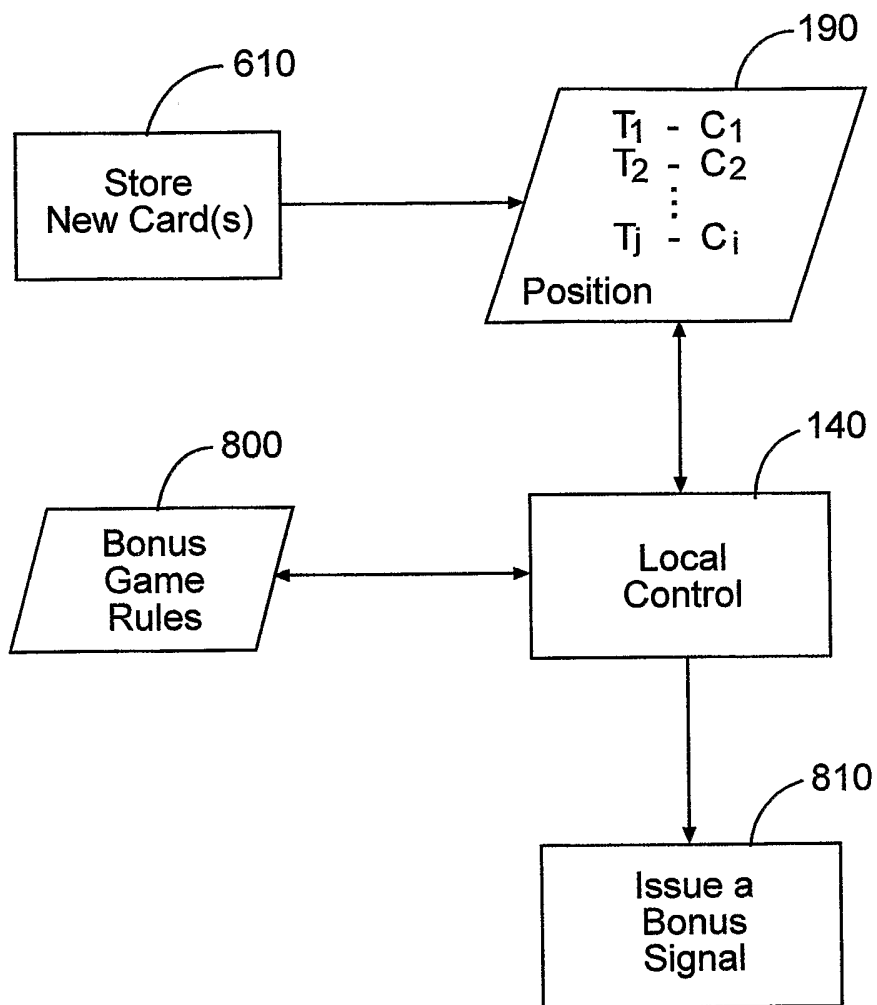 610
190
Store
New Card(s)
T1 - C1
T2 - C2
⋮
Tj - Ci
Position
800
140
Bonus
Game
Rules
Local
Control
810
Issue a
Bonus
Signal